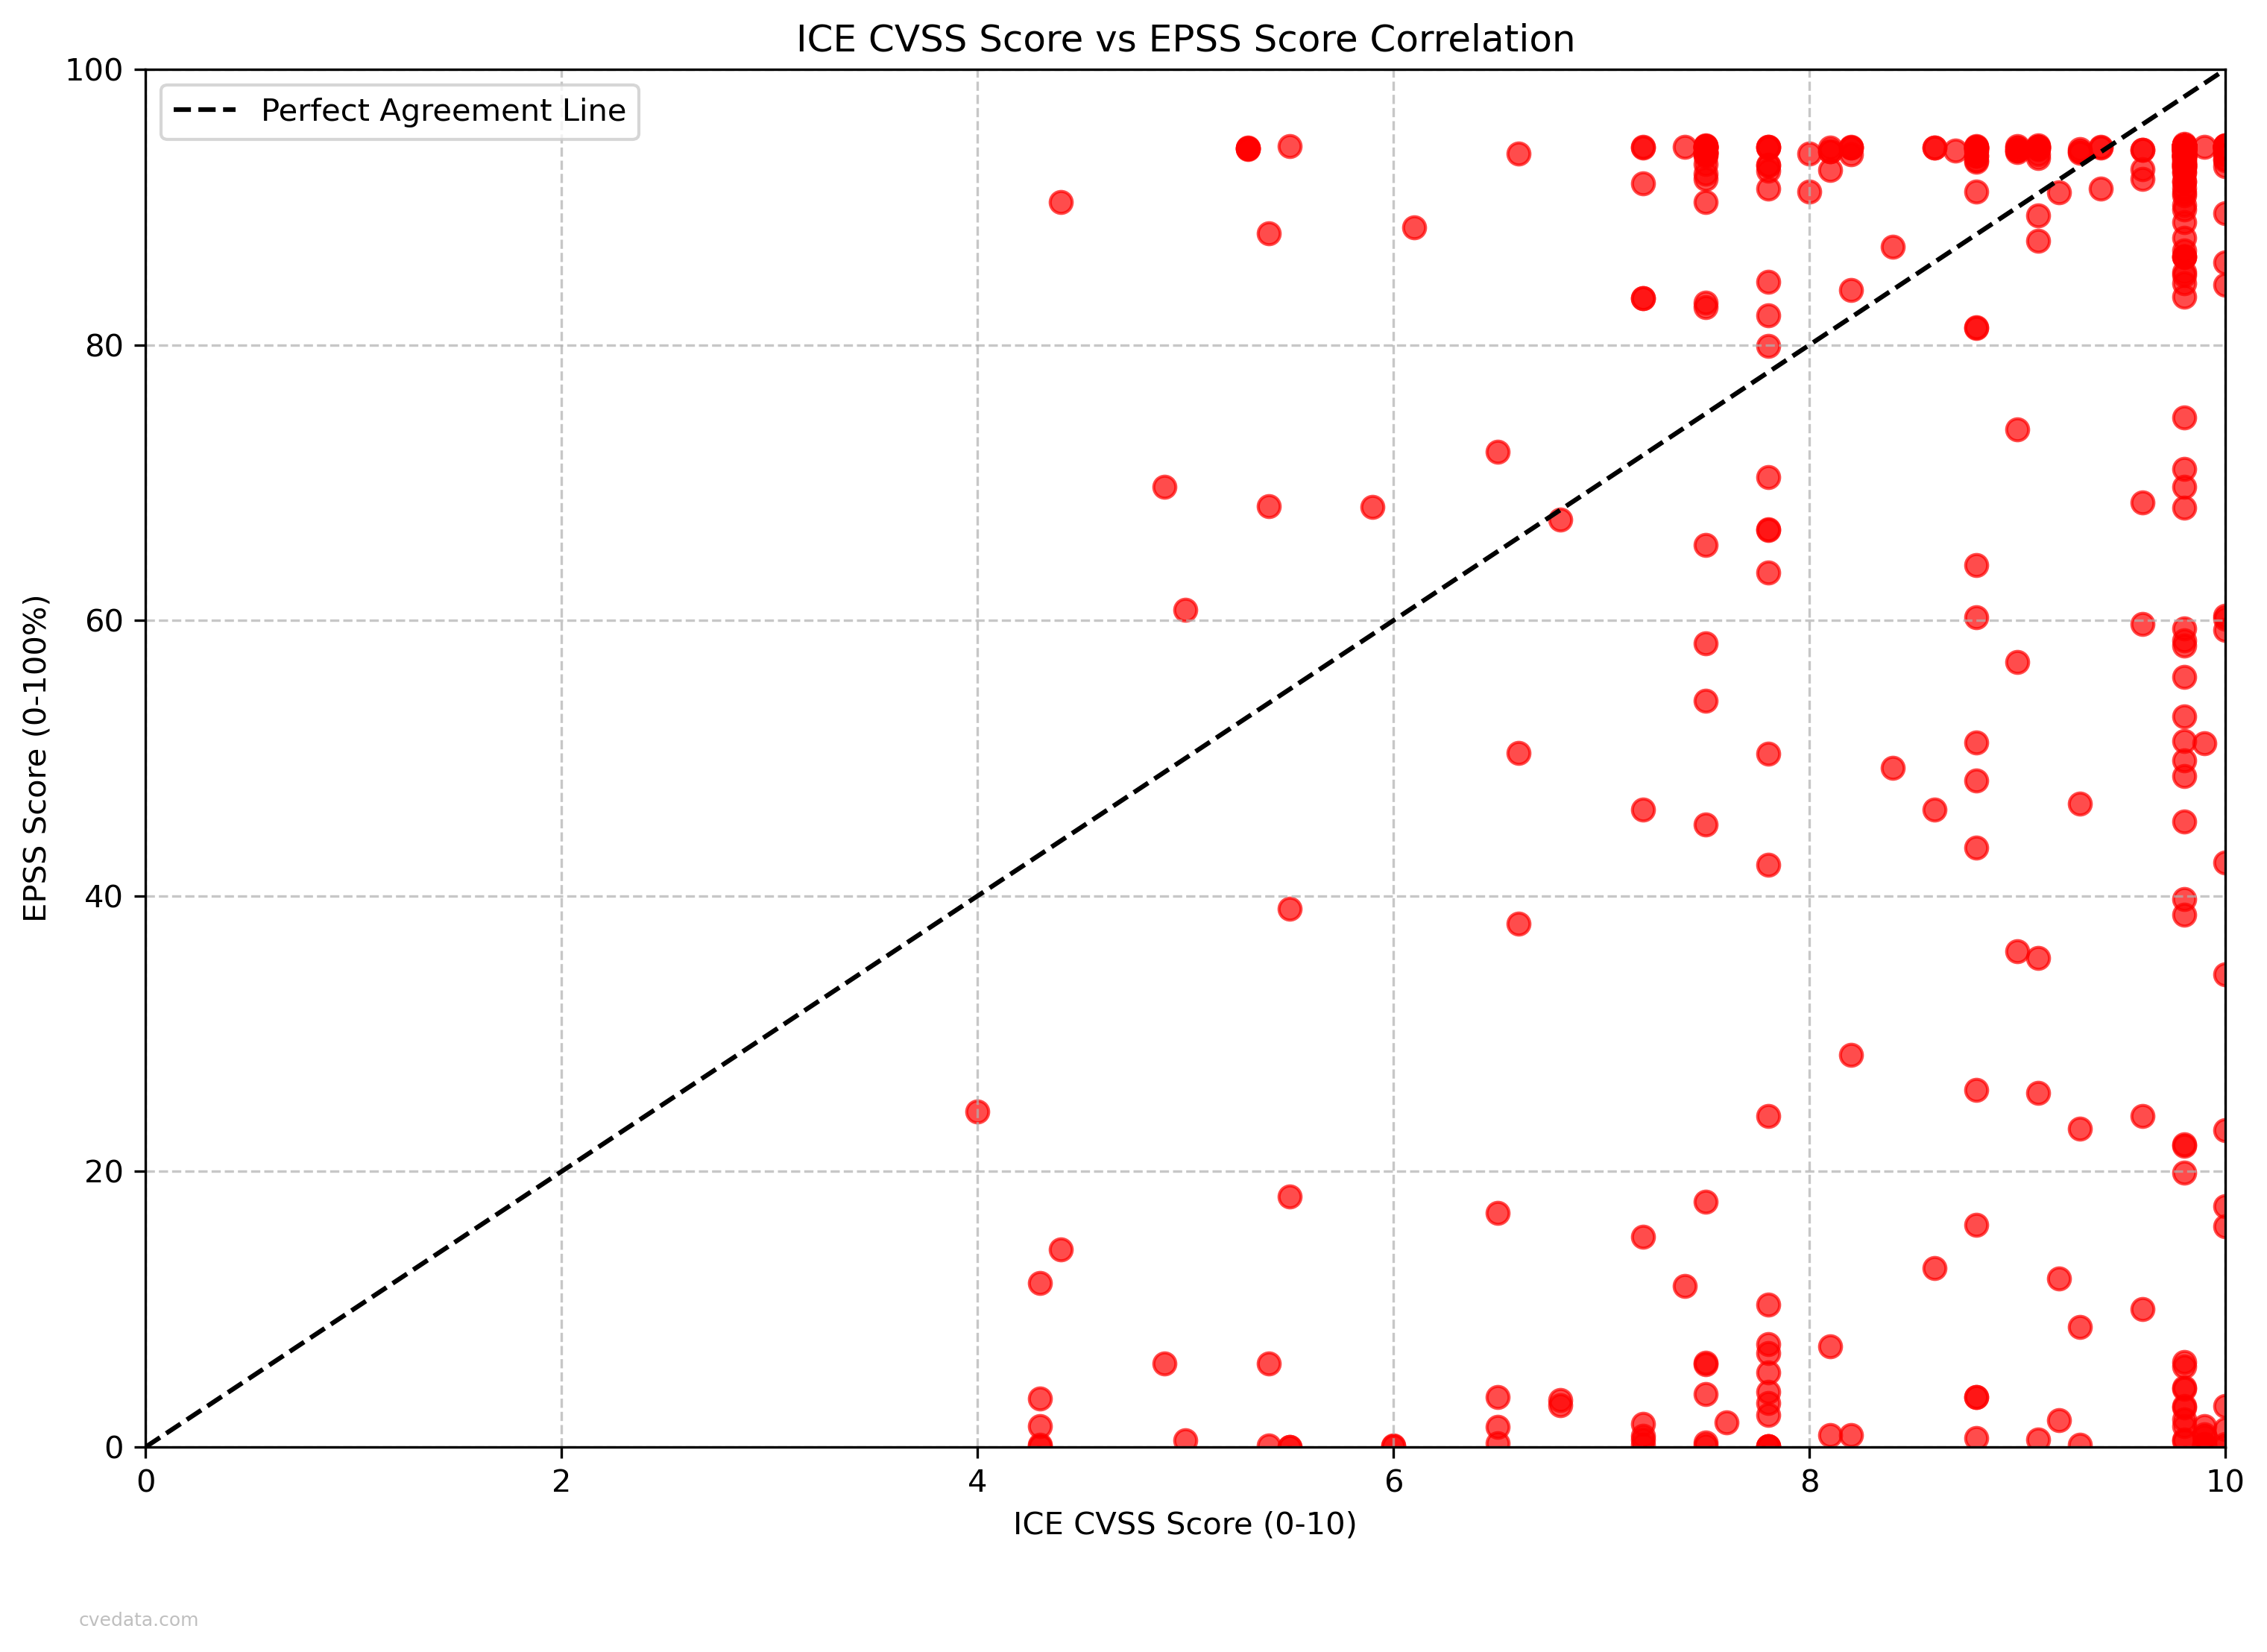 ICE CVSS Score vs EPSS Score Correlation
Perfect Agreement Line
100
80
60
40
20
0
EPSS Score (0-100%)
0 2 4 6 8 10
ICE CVSS Score (0-10)
cvedata.com